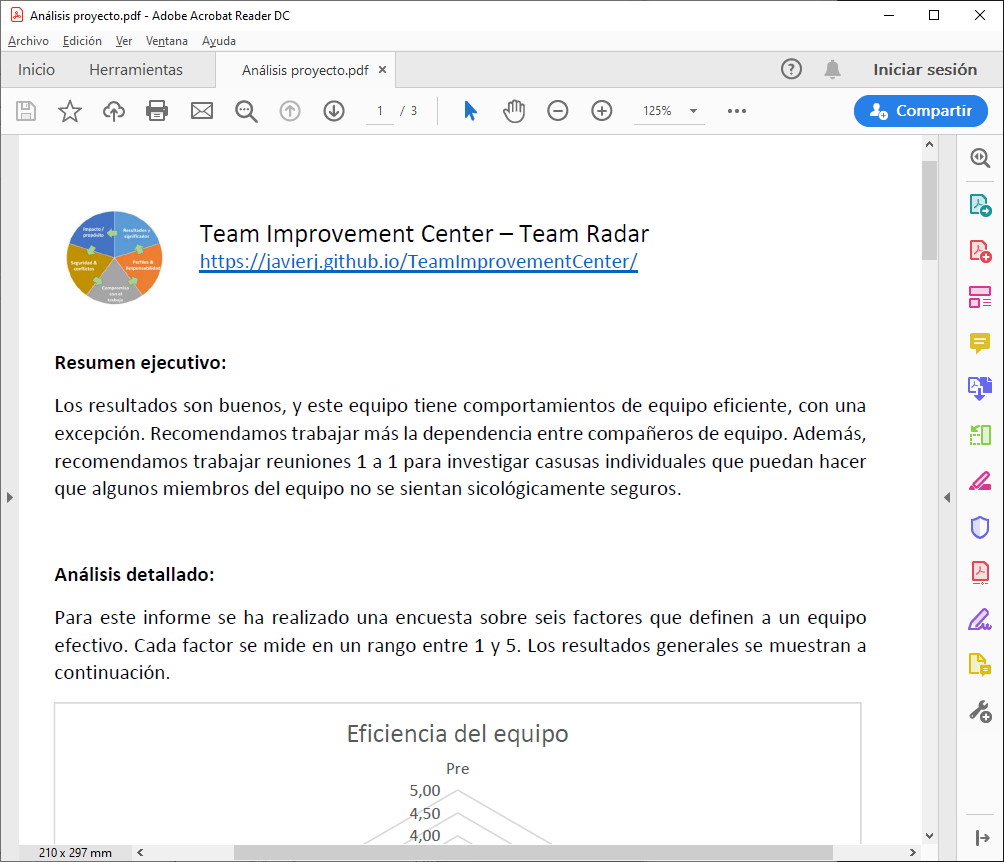 Análisis proyecto.pdf - Adobe Acrobat Reader DC
Archivo Edición Ver Ventana Ayuda
Inicio Herramientas Análisis proyecto.pdf × Iniciar sesión
1 / 3 125% Compartir
Impacto / propósito
Resultados y significados
Seguridad & conflictos
Perfiles & Responsabilidad
Compromiso con el trabajo
Team Improvement Center – Team Radar
https://javierj.github.io/TeamImprovementCenter/
Resumen ejecutivo:
Los resultados son buenos, y este equipo tiene comportamientos de equipo eficiente, con una
excepción. Recomendamos trabajar más la dependencia entre compañeros de equipo. Además,
recomendamos trabajar reuniones 1 a 1 para investigar casusas individuales que puedan hacer
que algunos miembros del equipo no se sientan sicológicamente seguros.
Análisis detallado:
Para este informe se ha realizado una encuesta sobre seis factores que definen a un equipo
efectivo. Cada factor se mide en un rango entre 1 y 5. Los resultados generales se muestran a
continuación.
Eficiencia del equipo
Pre
5,00
4,50
4,00
210 x 297 mm